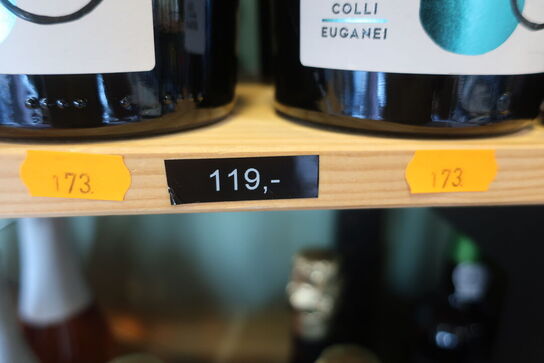 COLLI
EUGANEI
173
119,-
173